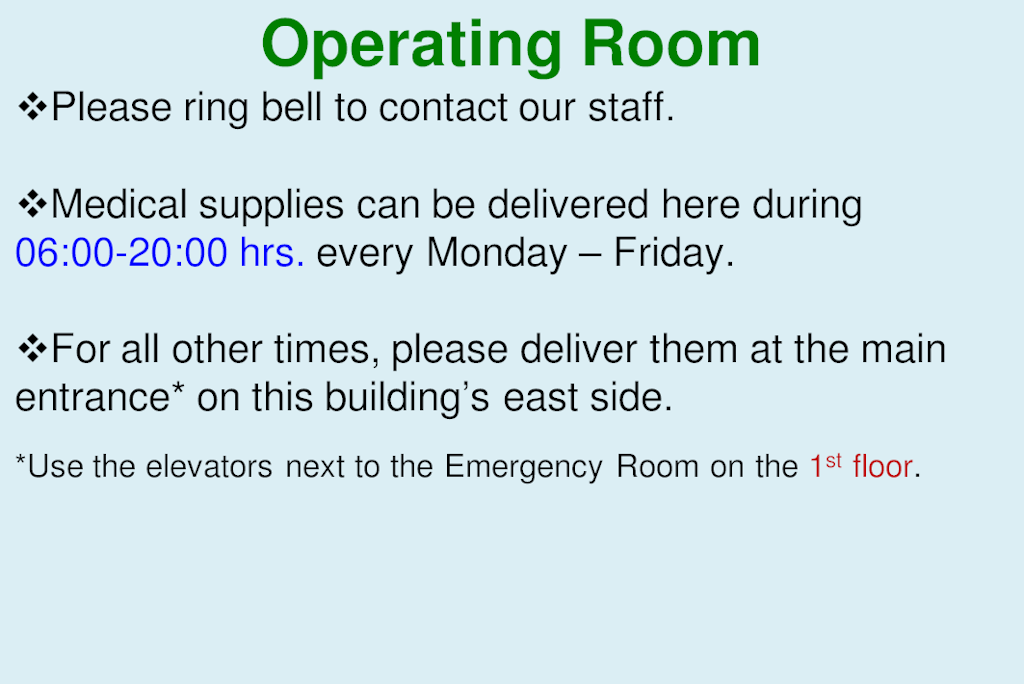 Operating Room
❖Please ring bell to contact our staff.
❖Medical supplies can be delivered here during
06:00-20:00 hrs. every Monday – Friday.
❖For all other times, please deliver them at the main
entrance* on this building’s east side.
*Use the elevators next to the Emergency Room on the 1st floor.